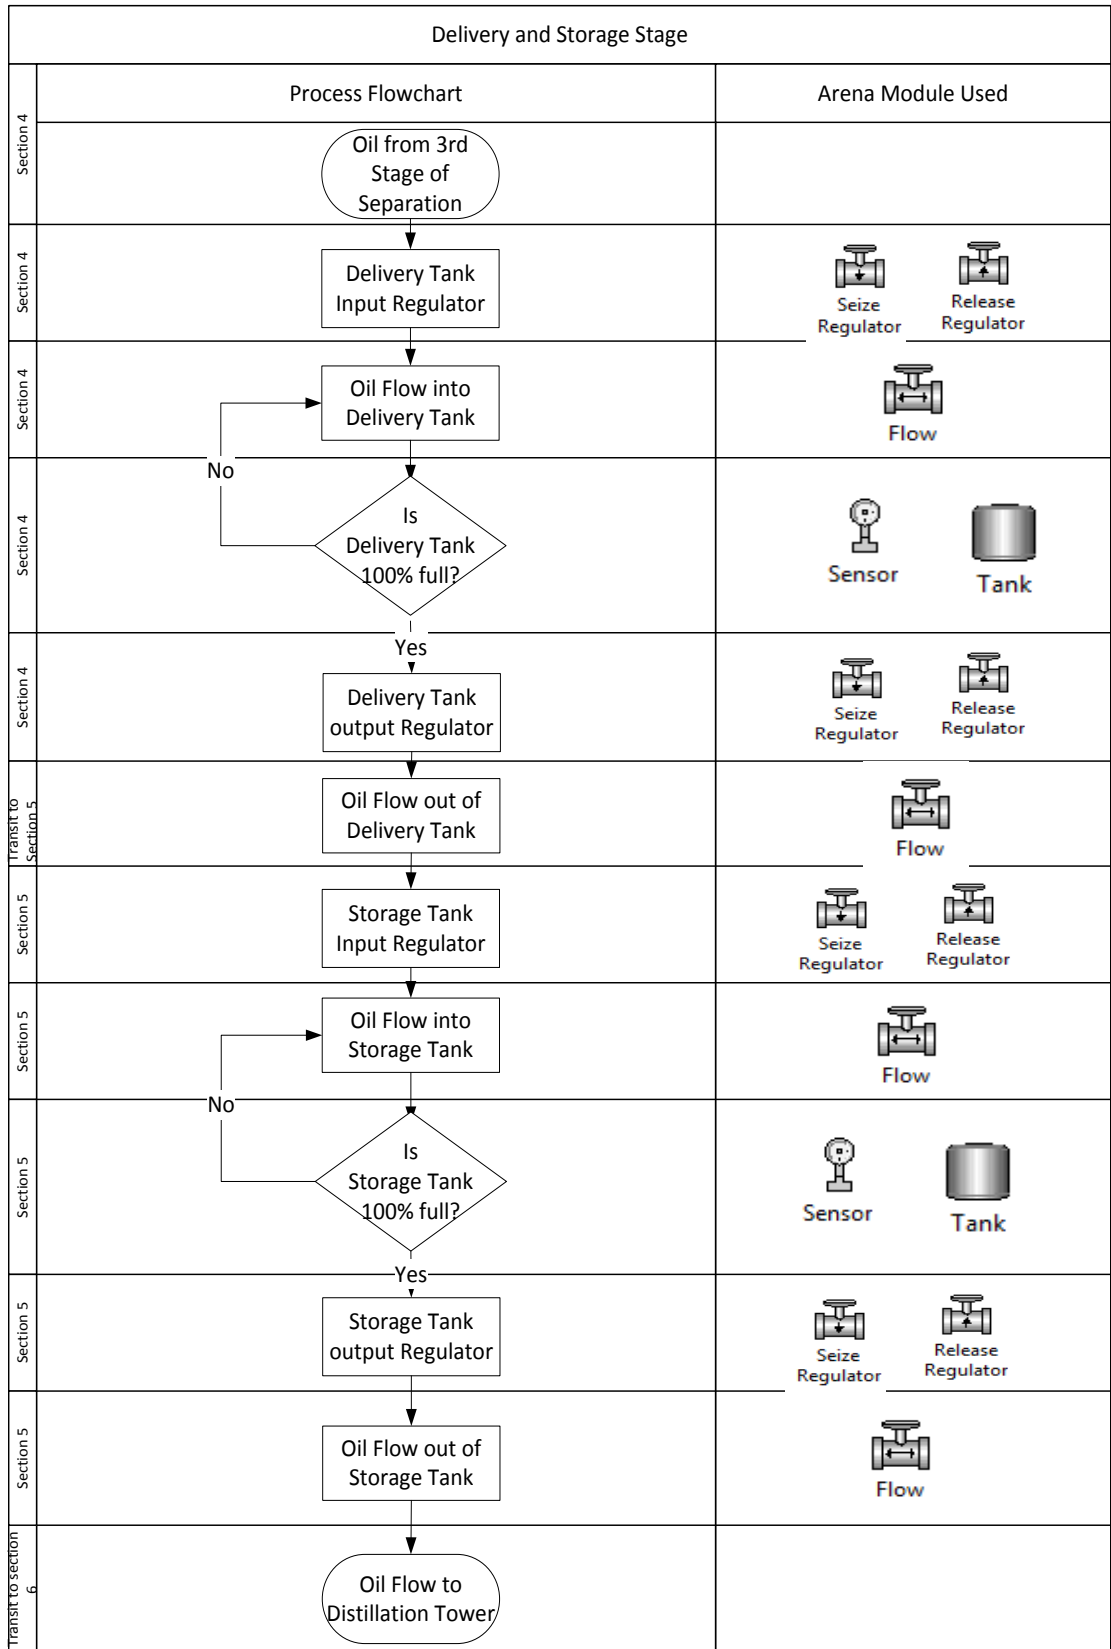 Delivery and Storage Stage
Section 4
Process Flowchart
Arena Module Used
Oil from 3rd
Stage of
Separation
Section 4
Delivery Tank
Input Regulator
Seize
Regulator
Release
Regulator
Section 4
Oil Flow into
Delivery Tank
Flow
No
Section 4
Is
Delivery Tank
100% full?
Sensor
Tank
Yes
Section 4
Delivery Tank
output Regulator
Seize
Regulator
Release
Regulator
Transit to
Section 5
Oil Flow out of
Delivery Tank
Flow
Section 5
Storage Tank
Input Regulator
Seize
Regulator
Release
Regulator
Section 5
Oil Flow into
Storage Tank
Flow
No
Section 5
Is
Storage Tank
100% full?
Sensor
Tank
Yes
Section 5
Storage Tank
output Regulator
Seize
Regulator
Release
Regulator
Section 5
Oil Flow out of
Storage Tank
Flow
Transit to section
6
Oil Flow to
Distillation Tower